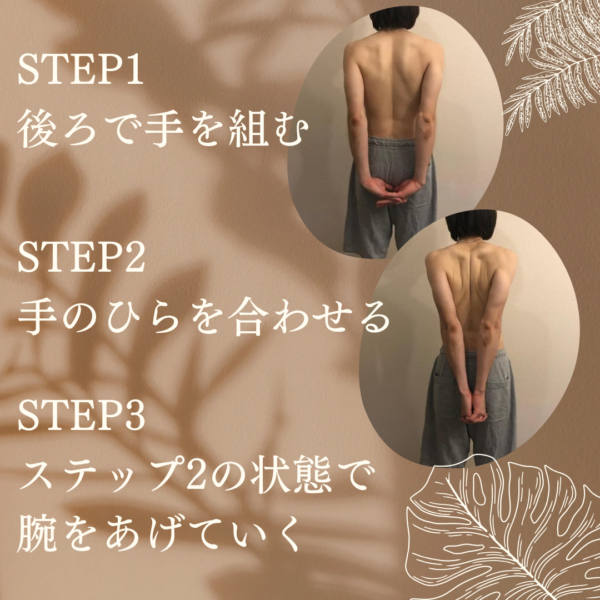 STEP1
後ろで手を組む
STEP2
手のひらを合わせる
STEP3
ステップ2の状態で
腕をあげていく